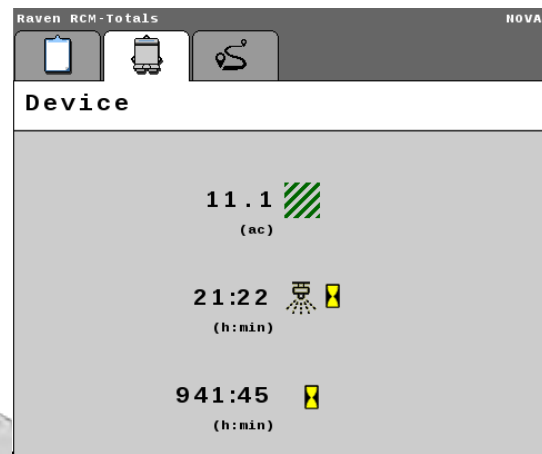 Raven RCM-Totals NOVA
Device
11.1
(ac)
21:22
(h:min)
941:45
(h:min)